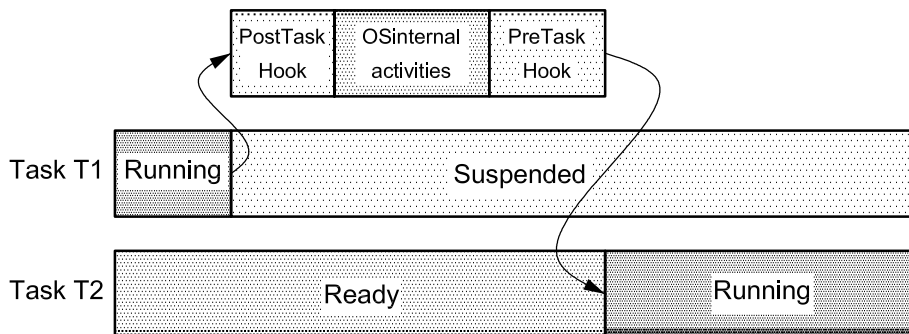 PostTask OSinternal PreTask
Hook activities Hook
Task T1 Running Suspended
Task T2 Ready Running